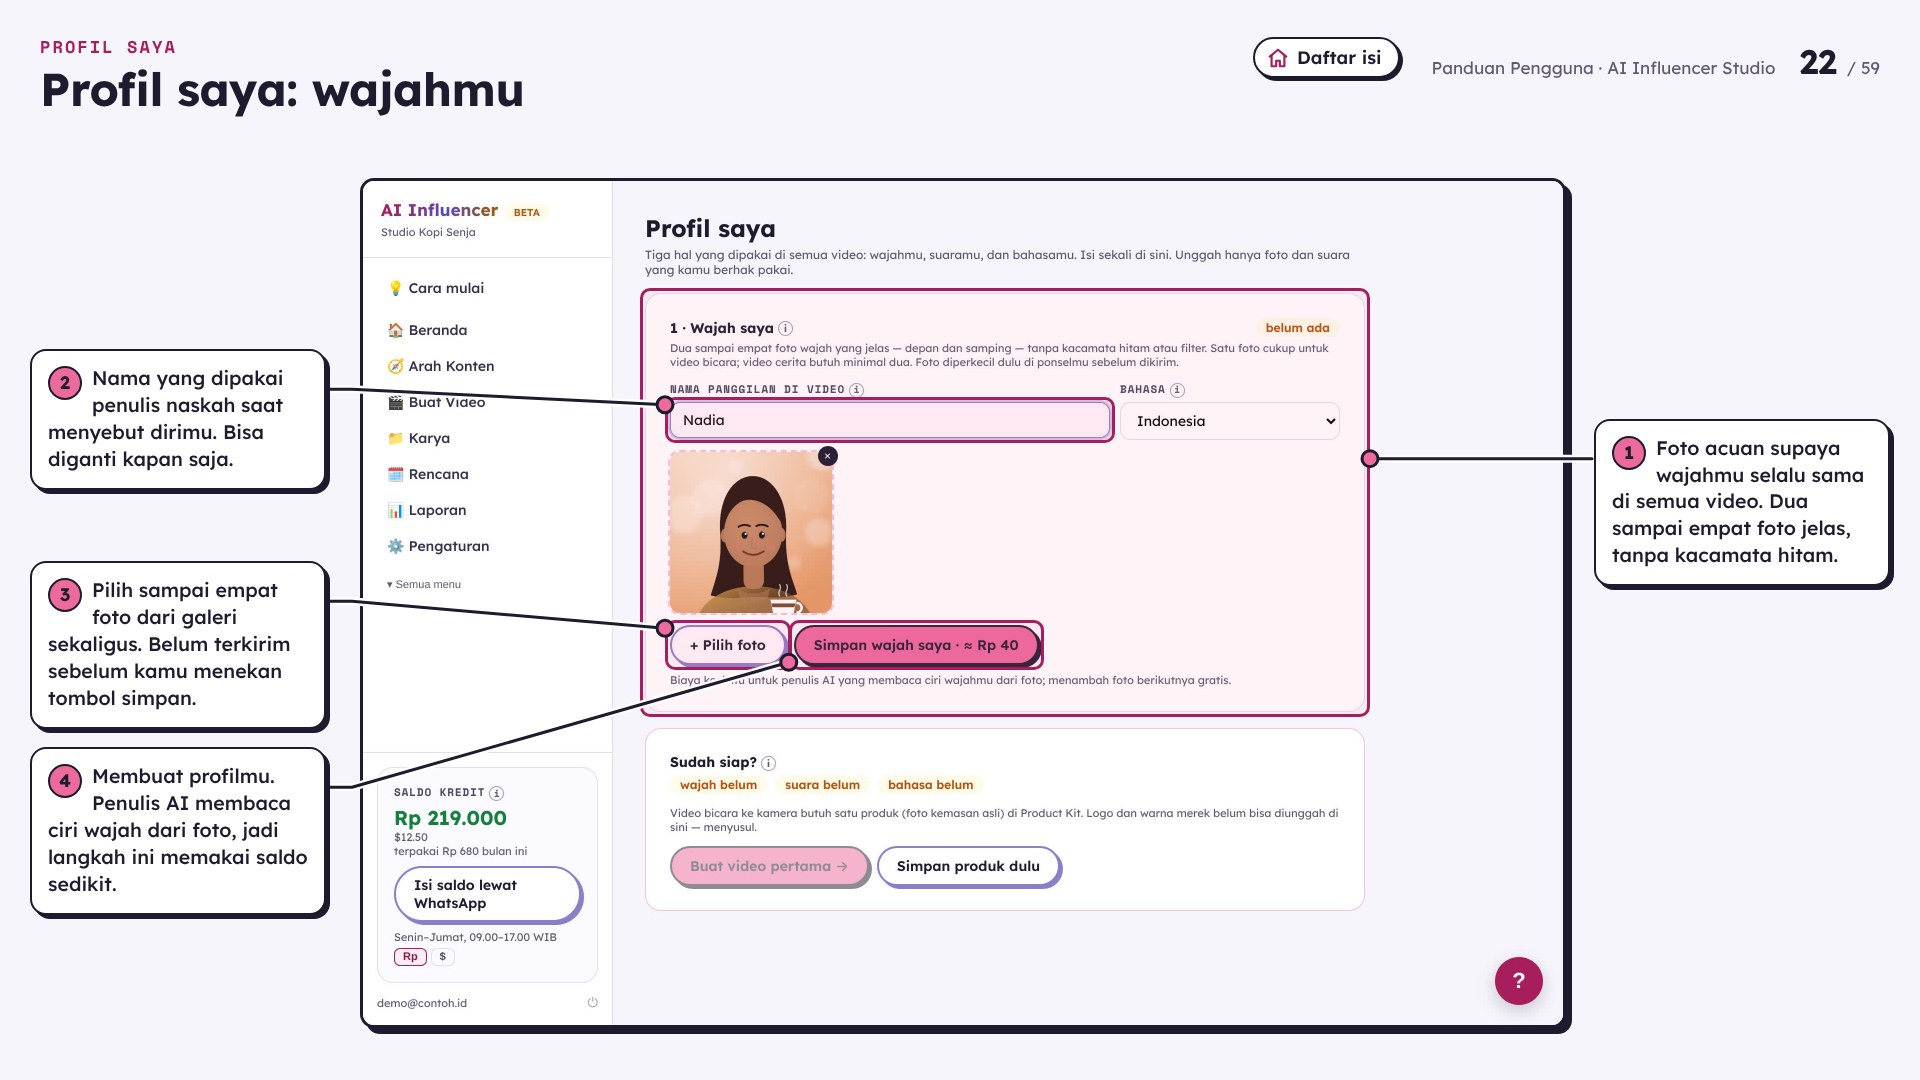 PROFIL SAYA
Profil saya: wajahmu
Daftar isi
Panduan Pengguna · AI Influencer Studio
22 / 59
AI Influencer BETA
Studio Kopi Senja
💡 Cara mulai
🏠 Beranda
🧭 Arah Konten
🎬 Buat Video
📁 Karya
🗓️ Rencana
📊 Laporan
⚙️ Pengaturan
▾ Semua menu
SALDO KREDIT i
Rp 219.000
$12.50
terpakai Rp 680 bulan ini
Isi saldo lewat
WhatsApp
Senin–Jumat, 09.00–17.00 WIB
Rp $
demo@contoh.id
Profil saya
Tiga hal yang dipakai di semua video: wajahmu, suaramu, dan bahasamu. Isi sekali di sini. Unggah hanya foto dan suara
yang kamu berhak pakai.
1 · Wajah saya i
belum ada
Dua sampai empat foto wajah yang jelas — depan dan samping — tanpa kacamata hitam atau filter. Satu foto cukup untuk
video bicara; video cerita butuh minimal dua. Foto diperkecil dulu di ponselmu sebelum dikirim.
NAMA PANGGILAN DI VIDEO i
BAHASA i
Nadia
Indonesia
×
+ Pilih foto
Simpan wajah saya · ≈ Rp 40
Biaya untuk penulis AI yang membaca ciri wajahmu dari foto; menambah foto berikutnya gratis.
Sudah siap? i
wajah belum
suara belum
bahasa belum
Video bicara ke kamera butuh satu produk (foto kemasan asli) di Product Kit. Logo dan warna merek belum bisa diunggah di
sini — menyusul.
Buat video pertama →
Simpan produk dulu
?
1 Foto acuan supaya
wajahmu selalu sama
di semua video. Dua
sampai empat foto jelas,
tanpa kacamata hitam.
2 Nama yang dipakai
penulis naskah saat
menyebut dirimu. Bisa
diganti kapan saja.
3 Pilih sampai empat
foto dari galeri
sekaligus. Belum terkirim
sebelum kamu menekan
tombol simpan.
4 Membuat profilmu.
Penulis AI membaca
ciri wajah dari foto, jadi
langkah ini memakai saldo
sedikit.